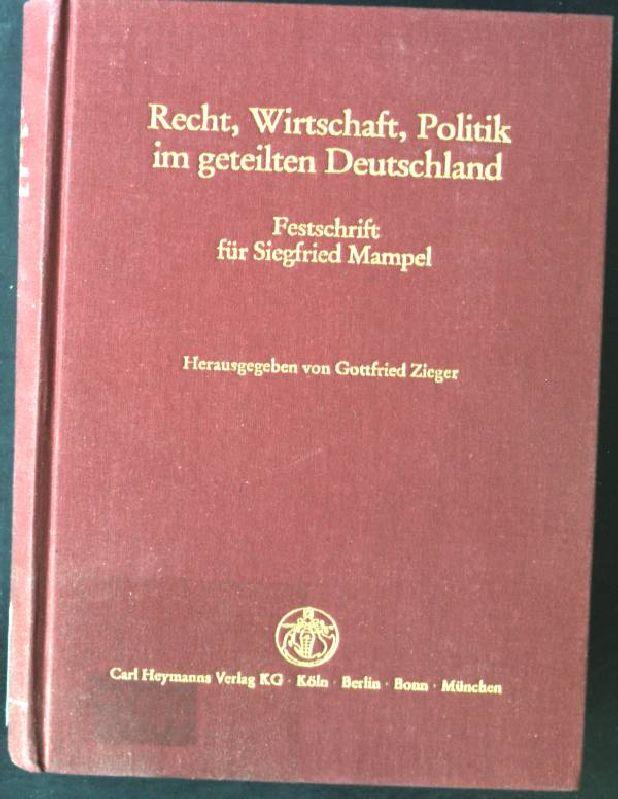 Recht, Wirtschaft, Politik
im geteilten Deutschland
Festschrift
für Siegfried Mampel
Herausgegeben von Gottfried Zieger
Carl Heymanns Verlag KG · Köln · Berlin · Bonn · München